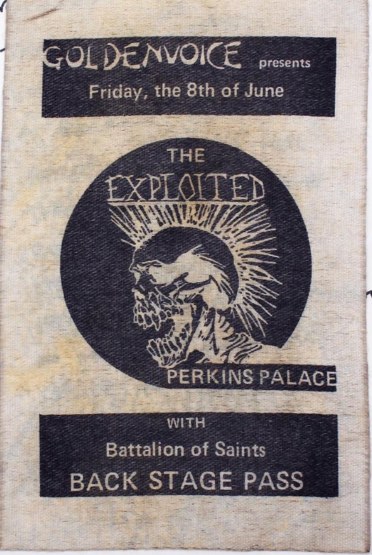 GOLDENVOICE presents
Friday, the 8th of June
THE
EXPLOITED
PERKINS PALACE
WITH
Battalion of Saints
BACK STAGE PASS